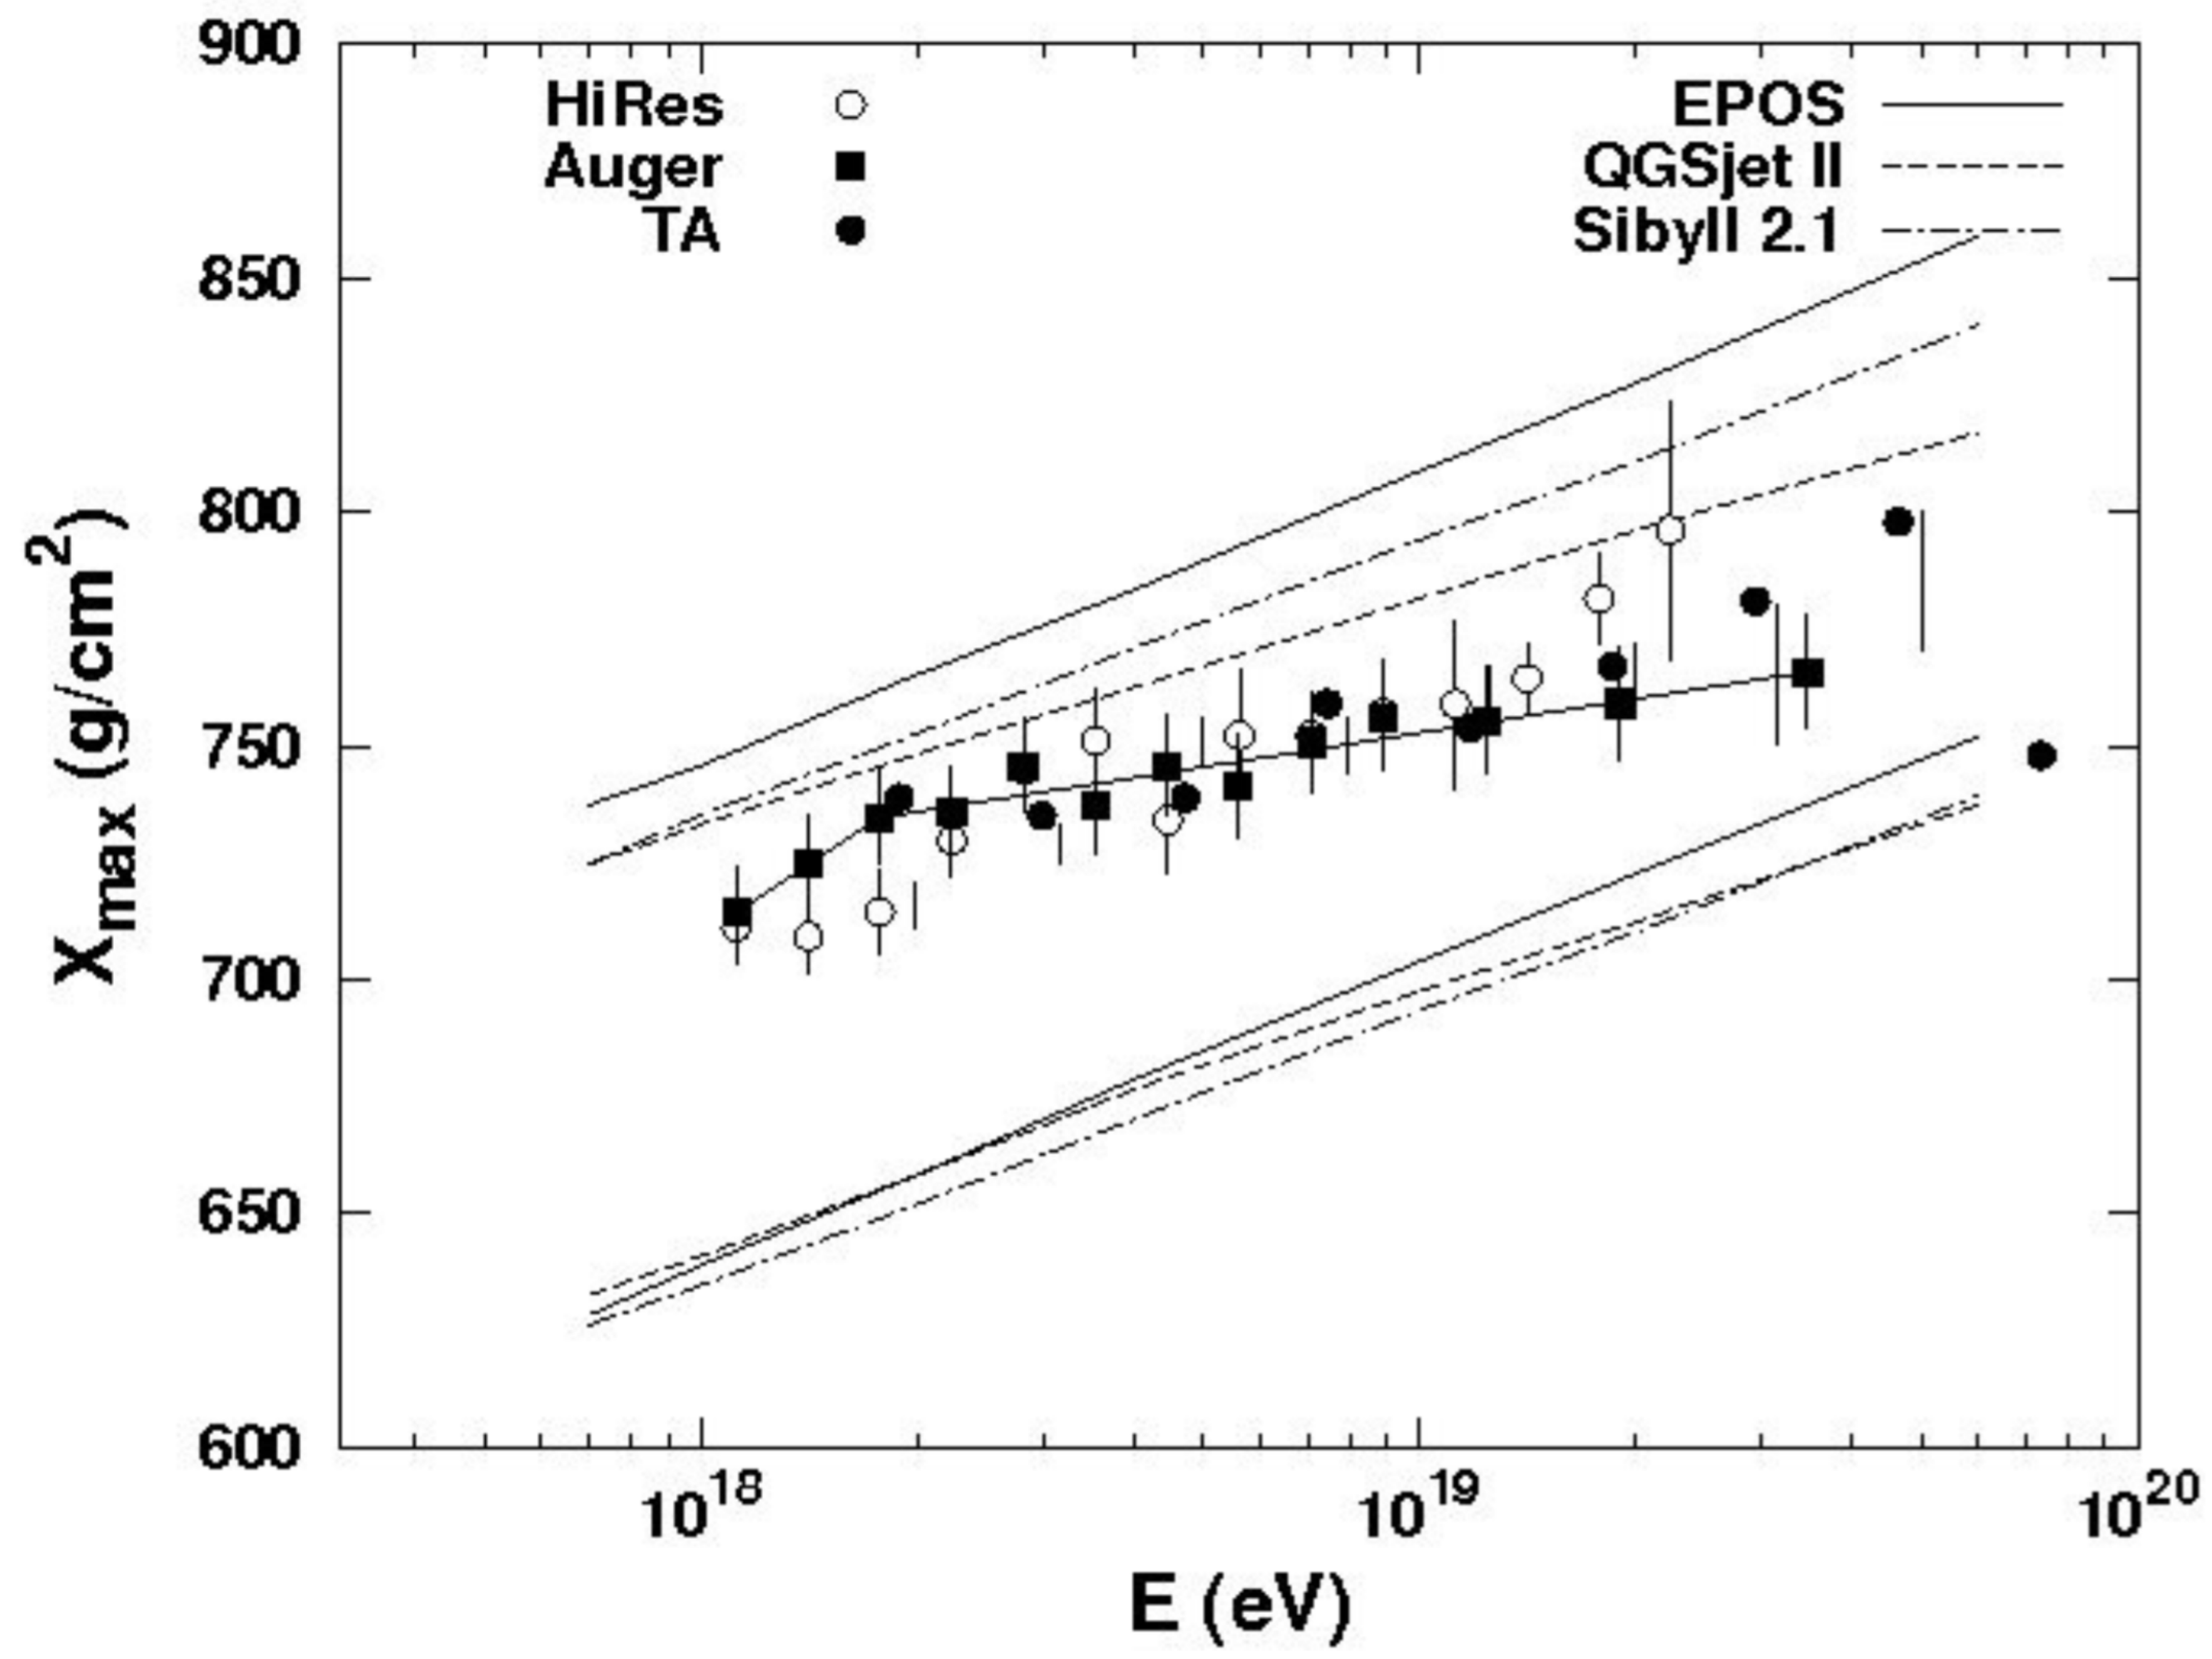 900
850
800
750
700
650
600
X_max (g/cm^2)
HiRes
Auger
TA
EPOS
QGSjet II
Sibyll 2.1
10^18
10^19
10^20
E (eV)